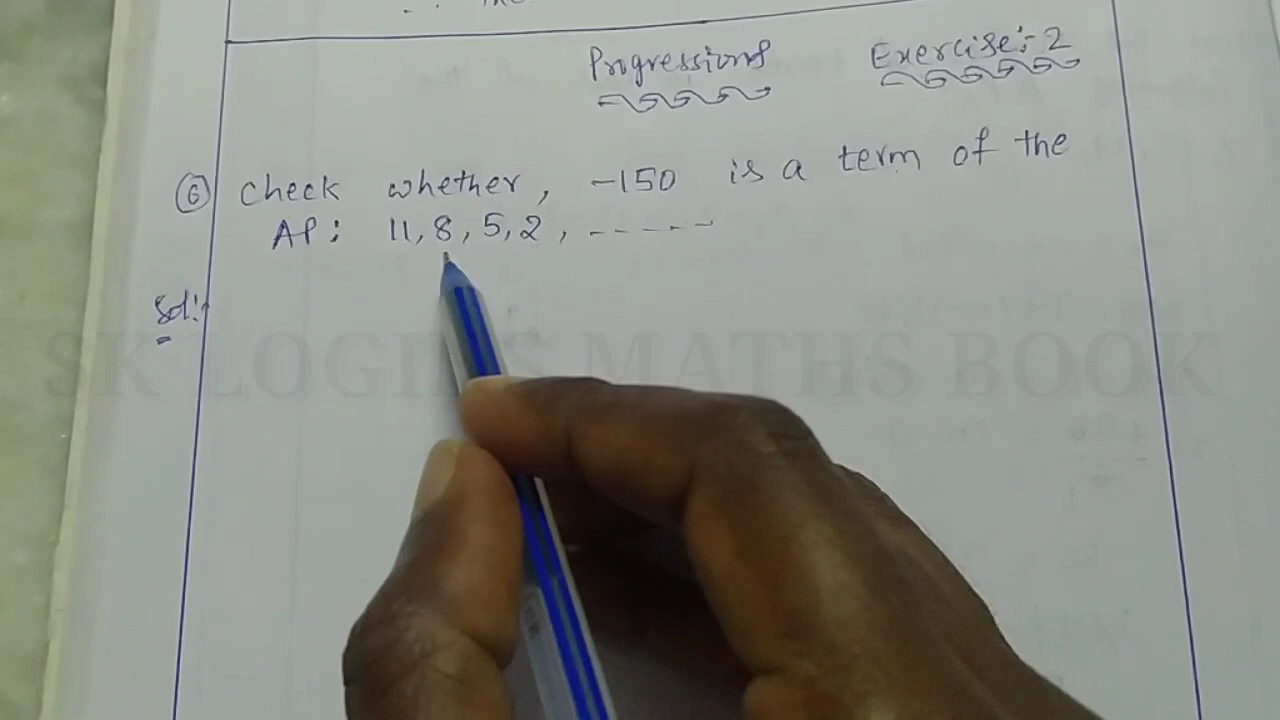 Progressions Exercise:-2
⑥ Check whether, -150 is a term of the
AP: 11, 8, 5, 2, ------
Sol:-
SK LOGIC'S MATHS BOOK